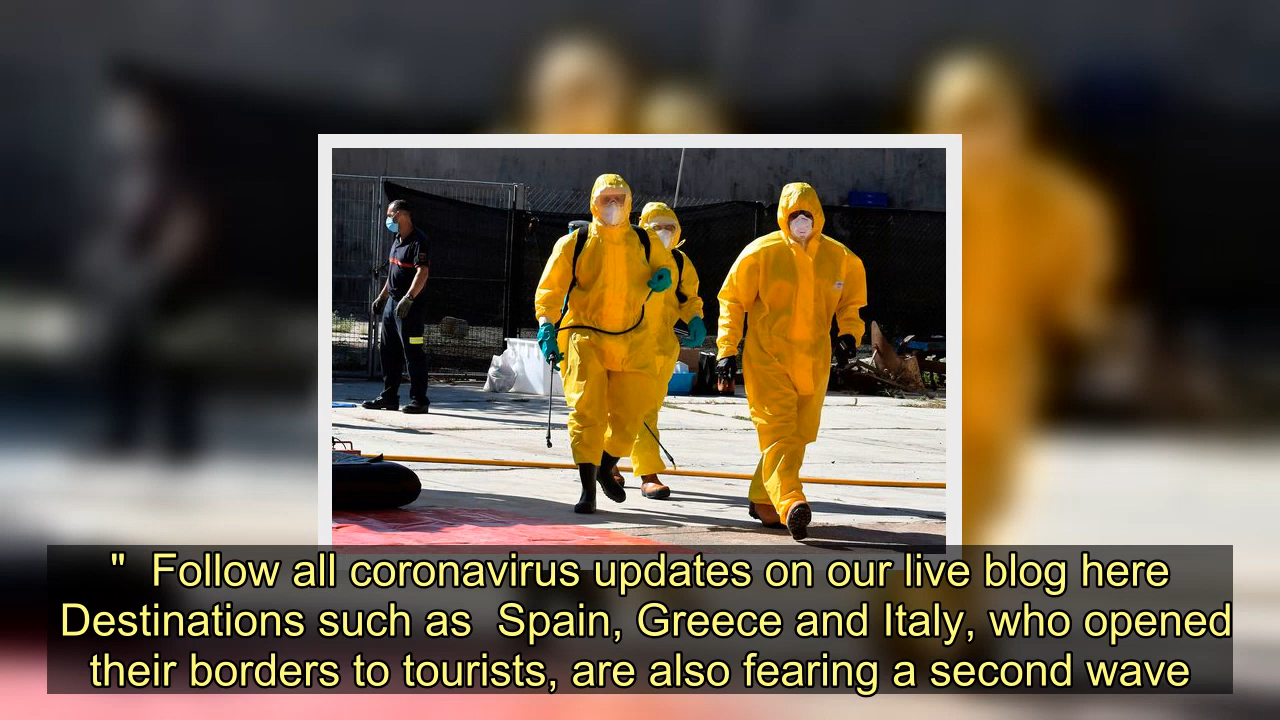 "  Follow all coronavirus updates on our live blog here
Destinations such as  Spain, Greece and Italy, who opened
their borders to tourists, are also fearing a second wave